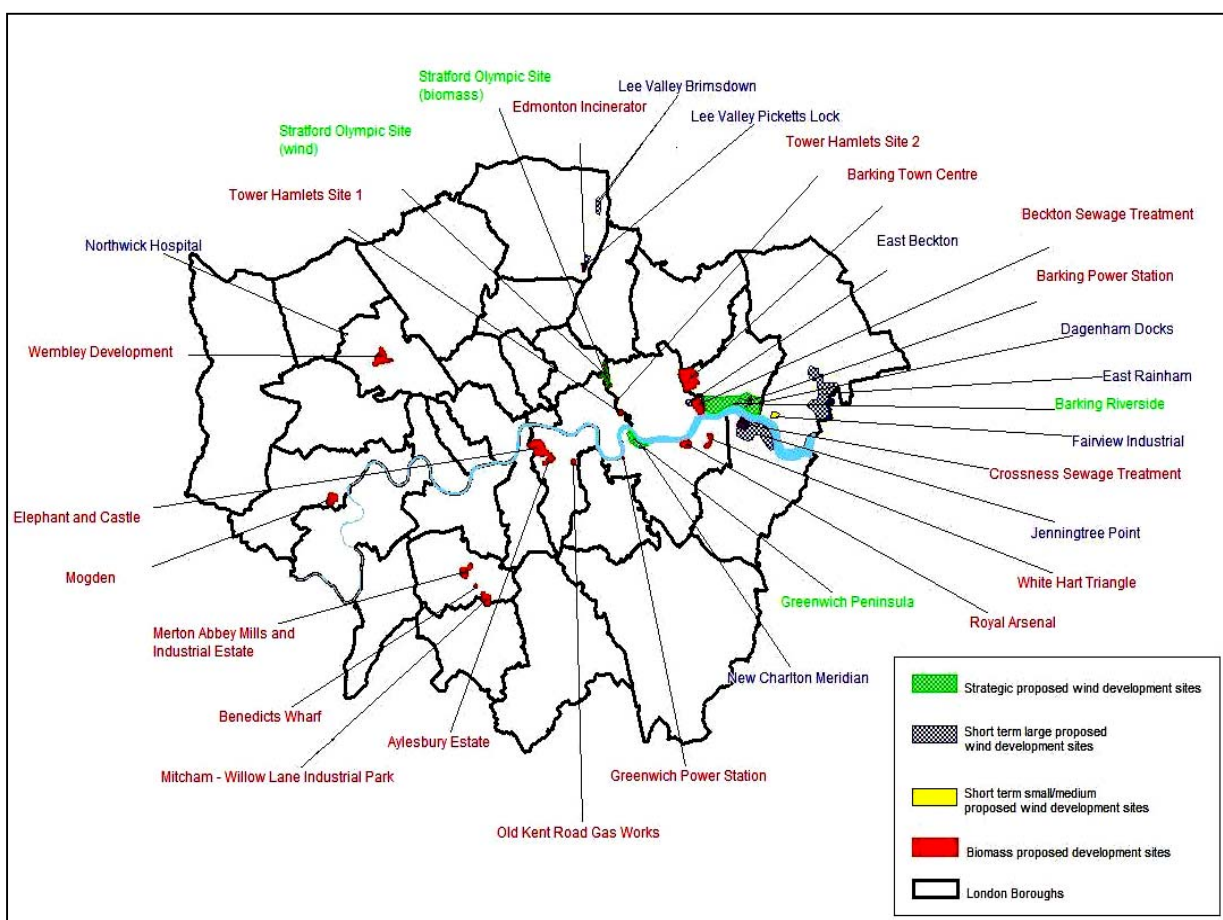 Stratford Olympic Site
(biomass)
Lee Valley Brimsdown
Edmonton Incinerator
Lee Valley Picketts Lock
Stratford Olympic Site
(wind)
Tower Hamlets Site 2
Tower Hamlets Site 1
Barking Town Centre
Beckton Sewage Treatment
Northwick Hospital
East Beckton
Barking Power Station
Dagenham Docks
Wembley Development
East Rainham
Barking Riverside
Fairview Industrial
Crossness Sewage Treatment
Elephant and Castle
Jenningtree Point
Mogden
White Hart Triangle
Greenwich Peninsula
Royal Arsenal
Merton Abbey Mills and
Industrial Estate
New Charlton Meridian
Benedicts Wharf
Aylesbury Estate
Mitcham - Willow Lane Industrial Park
Greenwich Power Station
Old Kent Road Gas Works
Strategic proposed wind development sites
Short term large proposed
wind development sites
Short term small/medium
proposed wind development sites
Biomass proposed development sites
London Boroughs